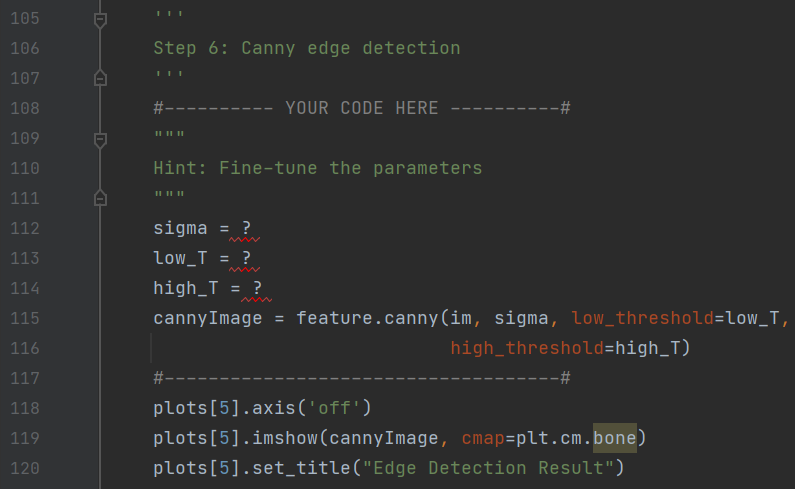 105 '''
106 Step 6: Canny edge detection
107 '''
108 #---------- YOUR CODE HERE ----------#
109 """
110 Hint: Fine-tune the parameters
111 """
112 sigma = ?
113 low_T = ?
114 high_T = ?
115 cannyImage = feature.canny(im, sigma, low_threshold=low_T,
116 high_threshold=high_T)
117 #------------------------------------#
118 plots[5].axis('off')
119 plots[5].imshow(cannyImage, cmap=plt.cm.bone)
120 plots[5].set_title("Edge Detection Result")